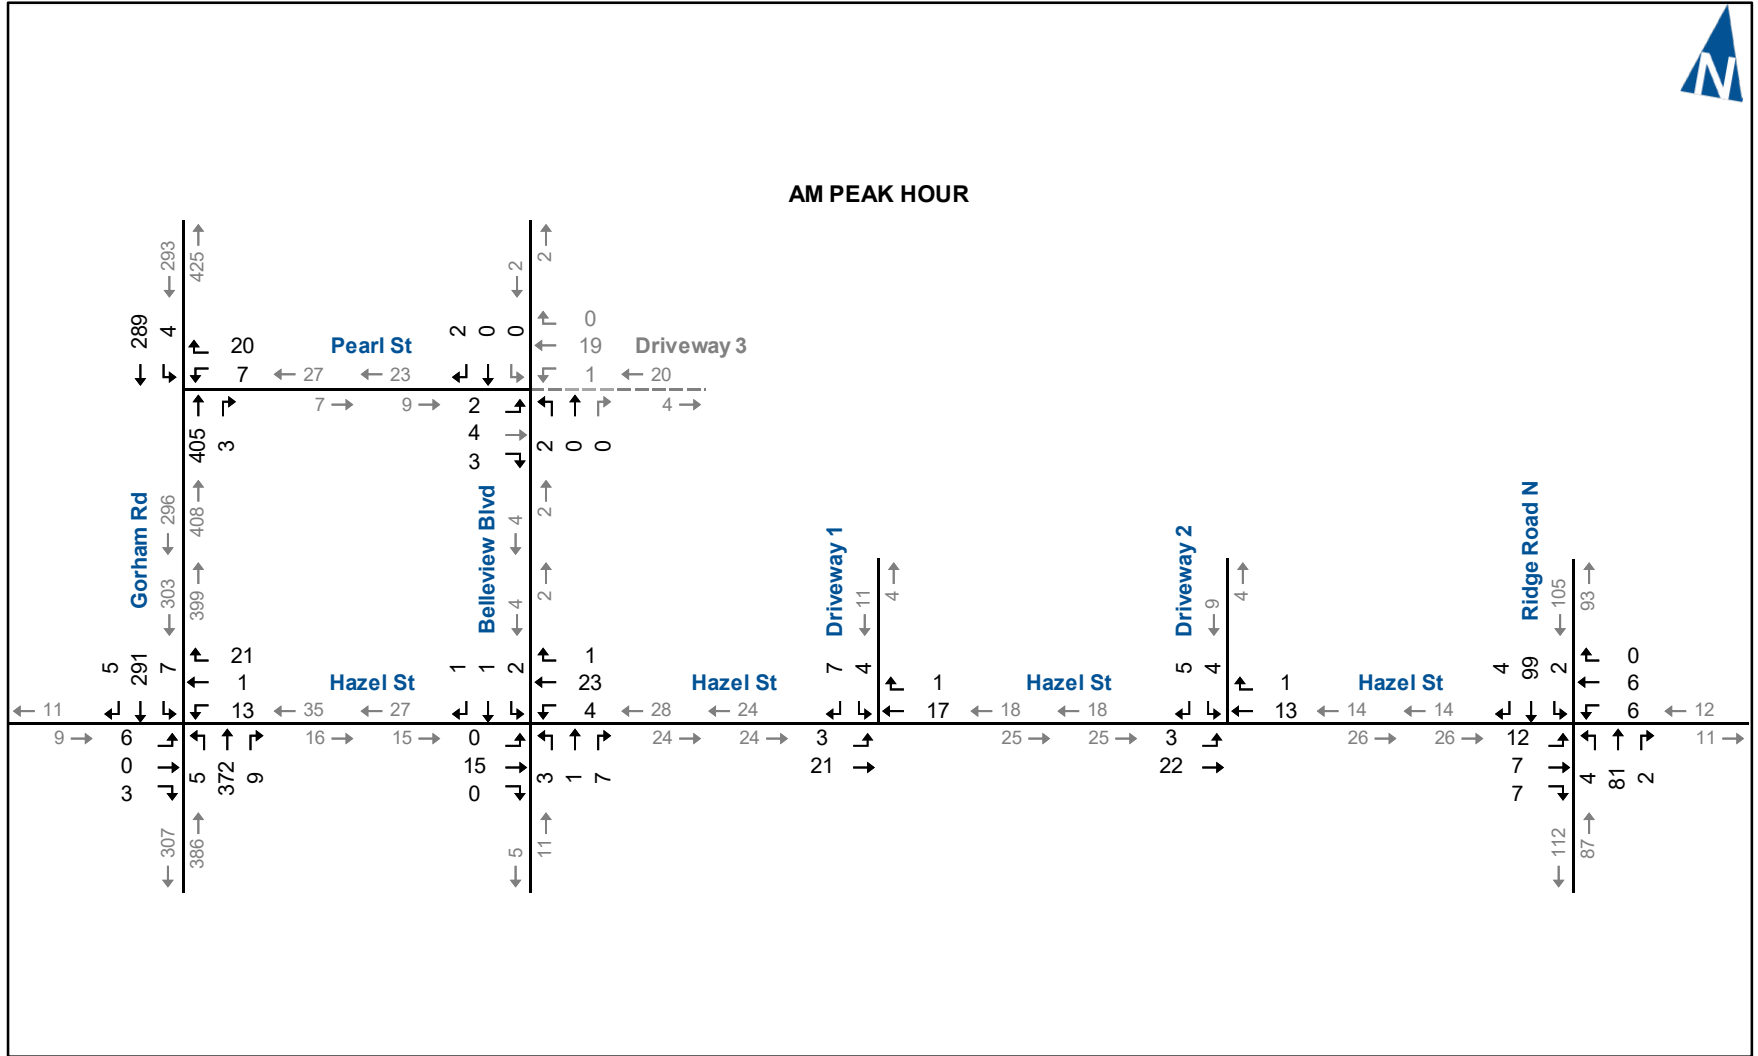 N
AM PEAK HOUR
293 425 2 2
289 4 20 Pearl St 2 0 0 0
19 Driveway 3
7 27 23 1 20
7 9 2 4
405 3 4 2 0 0
3
Gorham Rd 296 408 Belleview Blvd 4 2 Ridge Road N
303 399 4 2 Driveway 1 11 4 Driveway 2 9 4 105 93
5 291 7 21 1 1 2 1 7 4 5 4 4 99 2 0
1 Hazel St 23 Hazel St 1 Hazel St 1 Hazel St 6
11 13 35 27 4 28 24 17 18 18 13 14 14 6 12
9 6 16 15 0 24 24 3 25 25 3 26 26 12 11
0 5 372 9 15 3 1 7 21 22 7 4 81 2
3 0 7
307 386 5 11 112 87